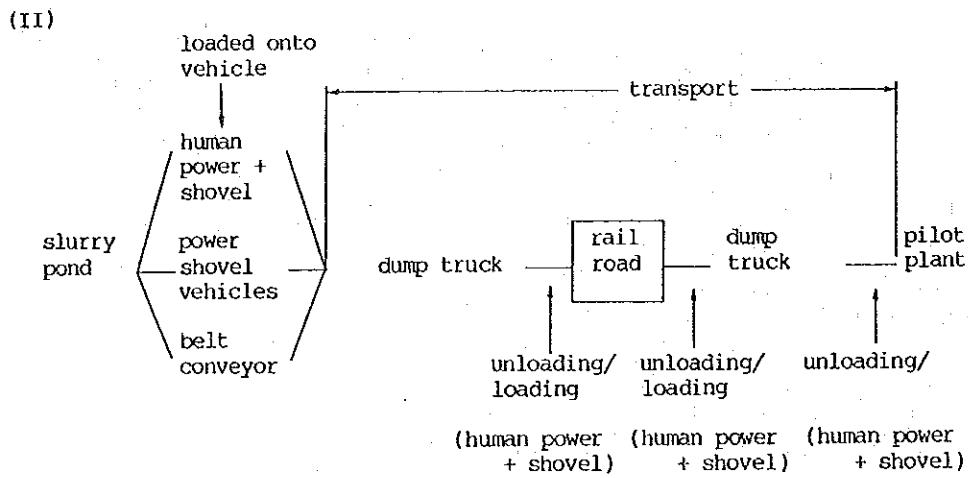 (II)
loaded onto
vehicle
transport
human
power +
shovel
slurry
pond
power
shovel
vehicles
belt
conveyor
dump truck
rail
road
dump
truck
pilot
plant
unloading/
loading
(human power
+ shovel)
unloading/
loading
(human power
+ shovel)
unloading/
(human power
+ shovel)